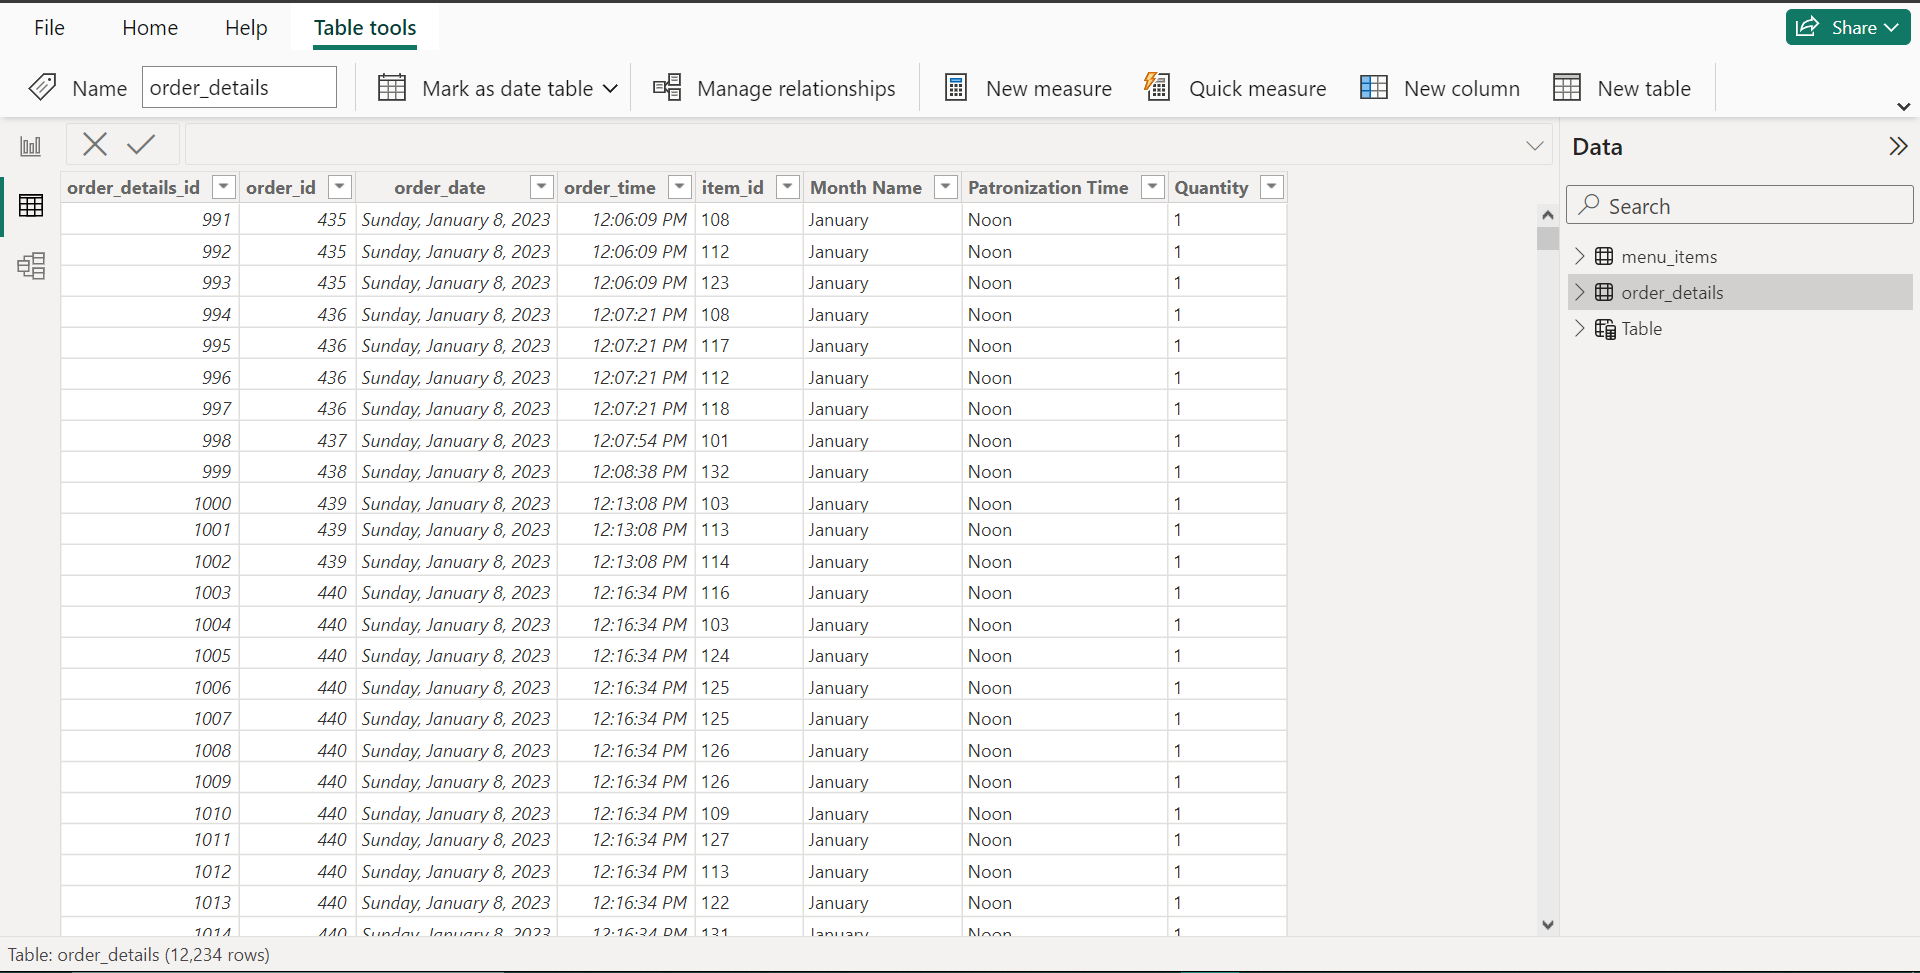 File Home Help Table tools Share
Name order_details Mark as date table Manage relationships New measure Quick measure New column New table
Data
order_details_id order_id order_date order_time item_id Month Name Patronization Time Quantity
Search
991 435 Sunday, January 8, 2023 12:06:09 PM 108 January Noon 1
992 435 Sunday, January 8, 2023 12:06:09 PM 112 January Noon 1
menu_items
993 435 Sunday, January 8, 2023 12:06:09 PM 123 January Noon 1
order_details
994 436 Sunday, January 8, 2023 12:07:21 PM 108 January Noon 1
Table
995 436 Sunday, January 8, 2023 12:07:21 PM 117 January Noon 1
996 436 Sunday, January 8, 2023 12:07:21 PM 112 January Noon 1
997 436 Sunday, January 8, 2023 12:07:21 PM 118 January Noon 1
998 437 Sunday, January 8, 2023 12:07:54 PM 101 January Noon 1
999 438 Sunday, January 8, 2023 12:08:38 PM 132 January Noon 1
1000 439 Sunday, January 8, 2023 12:13:08 PM 103 January Noon 1
1001 439 Sunday, January 8, 2023 12:13:08 PM 113 January Noon 1
1002 439 Sunday, January 8, 2023 12:13:08 PM 114 January Noon 1
1003 440 Sunday, January 8, 2023 12:16:34 PM 116 January Noon 1
1004 440 Sunday, January 8, 2023 12:16:34 PM 103 January Noon 1
1005 440 Sunday, January 8, 2023 12:16:34 PM 124 January Noon 1
1006 440 Sunday, January 8, 2023 12:16:34 PM 125 January Noon 1
1007 440 Sunday, January 8, 2023 12:16:34 PM 125 January Noon 1
1008 440 Sunday, January 8, 2023 12:16:34 PM 126 January Noon 1
1009 440 Sunday, January 8, 2023 12:16:34 PM 126 January Noon 1
1010 440 Sunday, January 8, 2023 12:16:34 PM 109 January Noon 1
1011 440 Sunday, January 8, 2023 12:16:34 PM 127 January Noon 1
1012 440 Sunday, January 8, 2023 12:16:34 PM 113 January Noon 1
1013 440 Sunday, January 8, 2023 12:16:34 PM 122 January Noon 1
1014 440 Sunday, January 8, 2023 12:16:34 PM 131 January Noon 1
Table: order_details (12,234 rows)